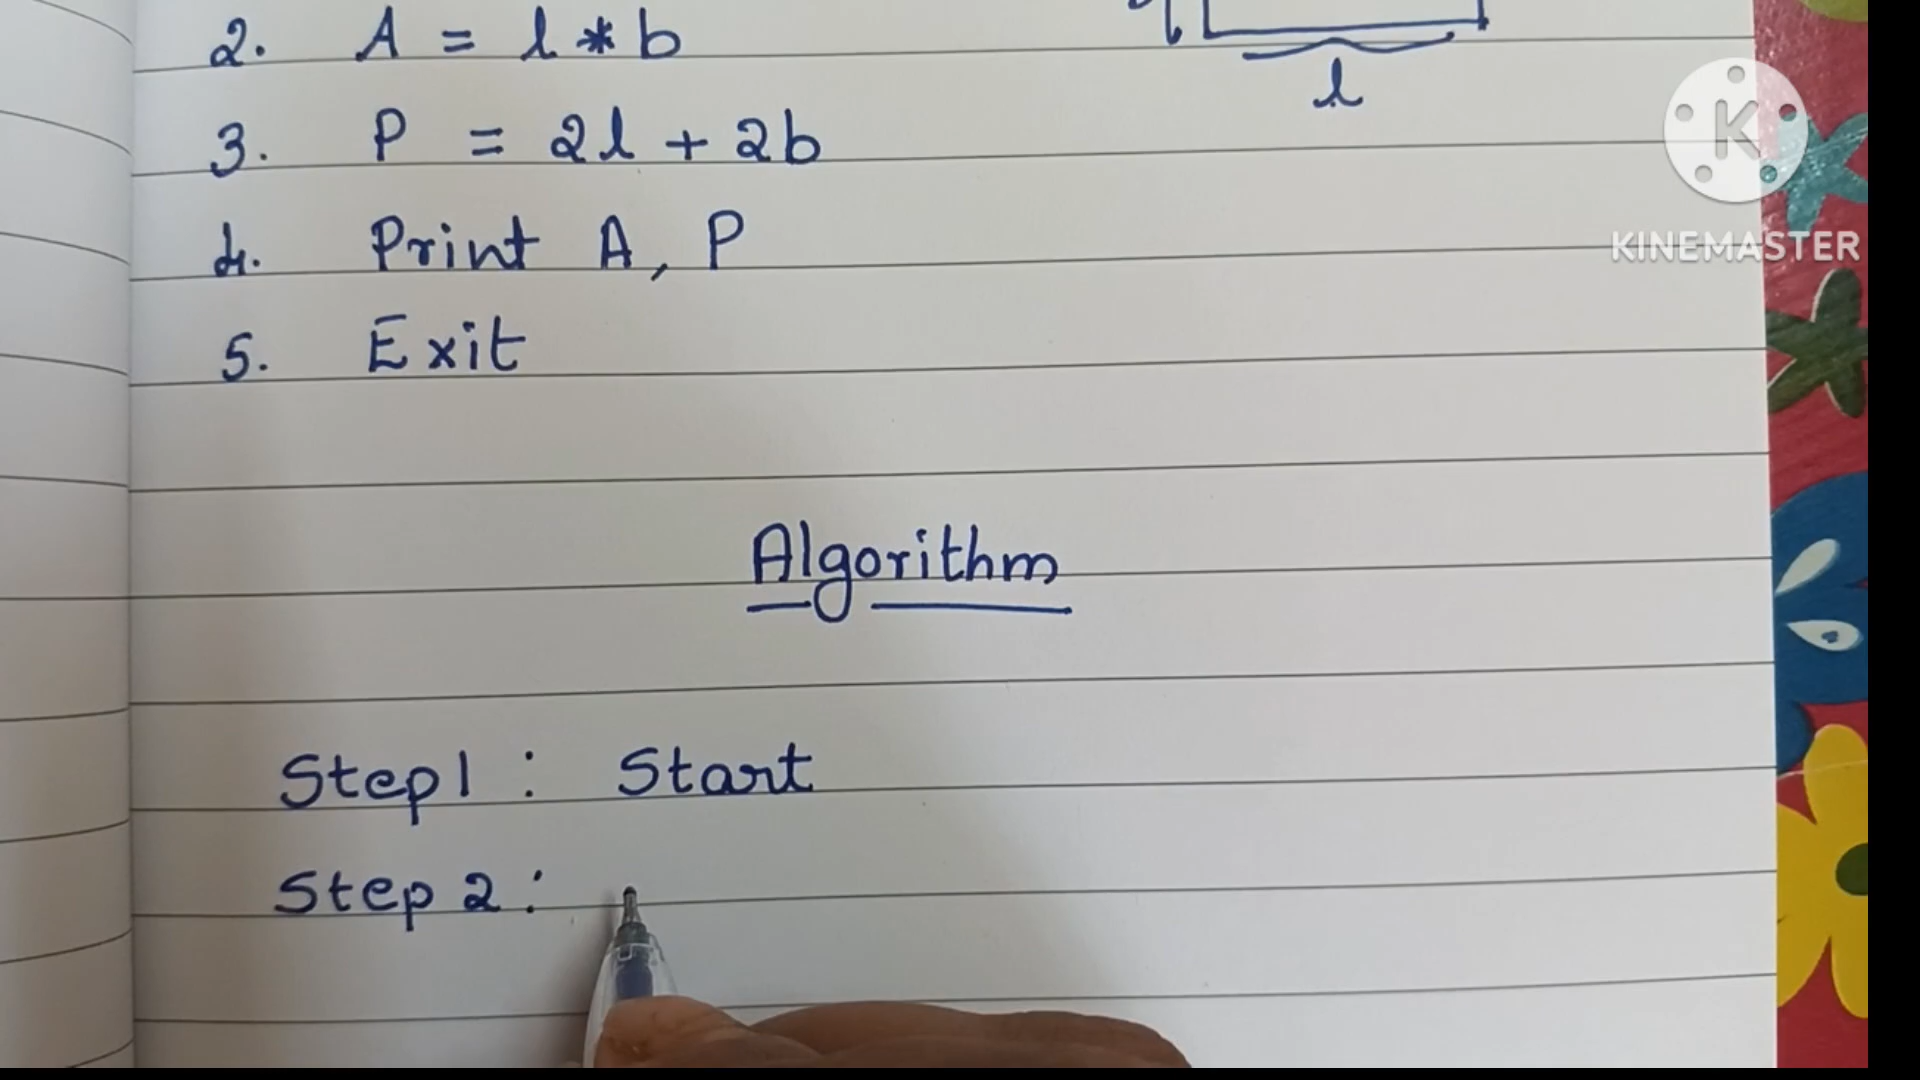 2. A = l * b
l
3. P = 2l + 2b
4. Print A, P
5. Exit
Algorithm
Step1 : Start
Step 2 :
K
KINEMASTER